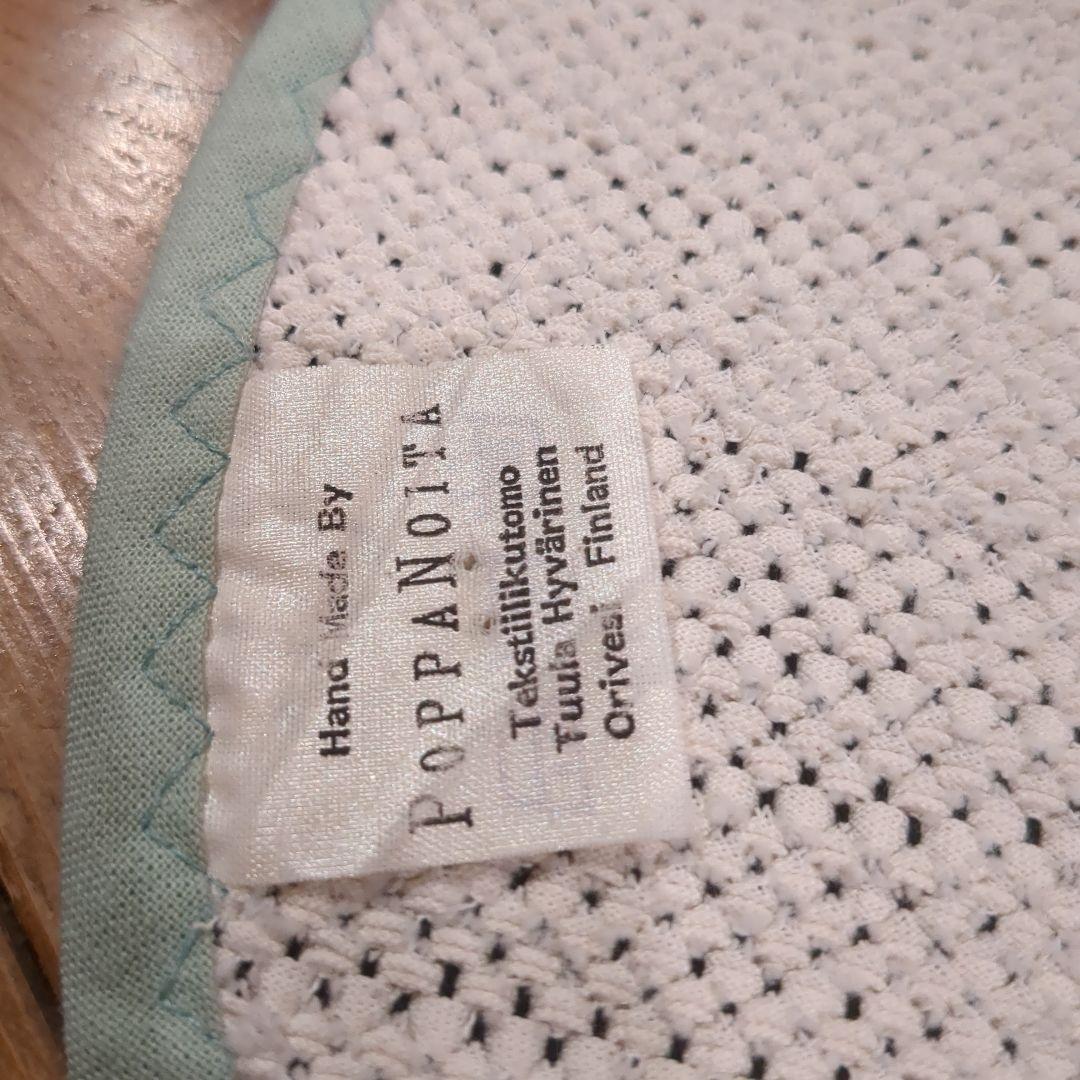 Hand Made By
POPPANOITA
Tekstiilikutomo
Tuula Hyvärinen
Orivesi Finland